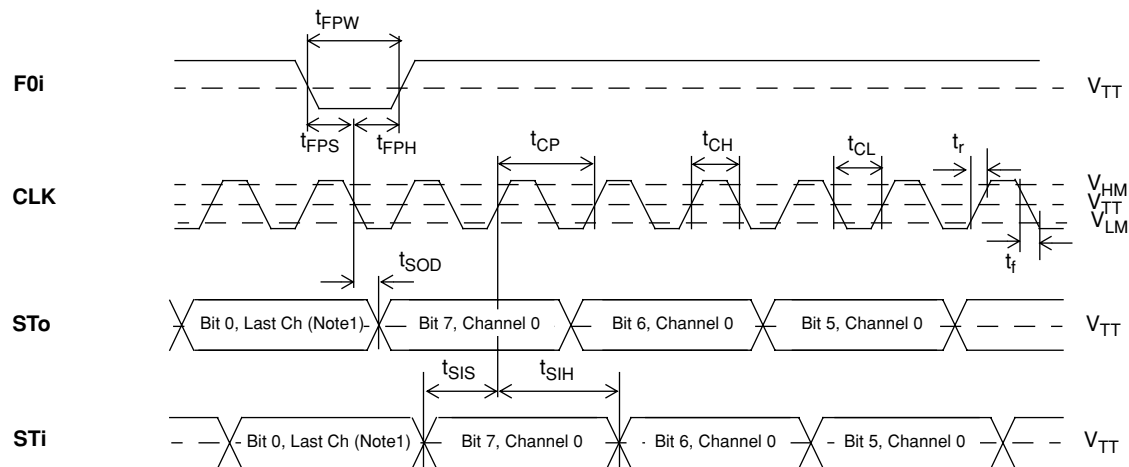 tFPW
F0i
VTT
tFPS tFPH tCP tCH tCL tr
CLK
VHM
VTT
VLM
tf
tSOD
STo
Bit 0, Last Ch (Note1) Bit 7, Channel 0 Bit 6, Channel 0 Bit 5, Channel 0
VTT
tSIS tSIH
STi
Bit 0, Last Ch (Note1) Bit 7, Channel 0 Bit 6, Channel 0 Bit 5, Channel 0
VTT